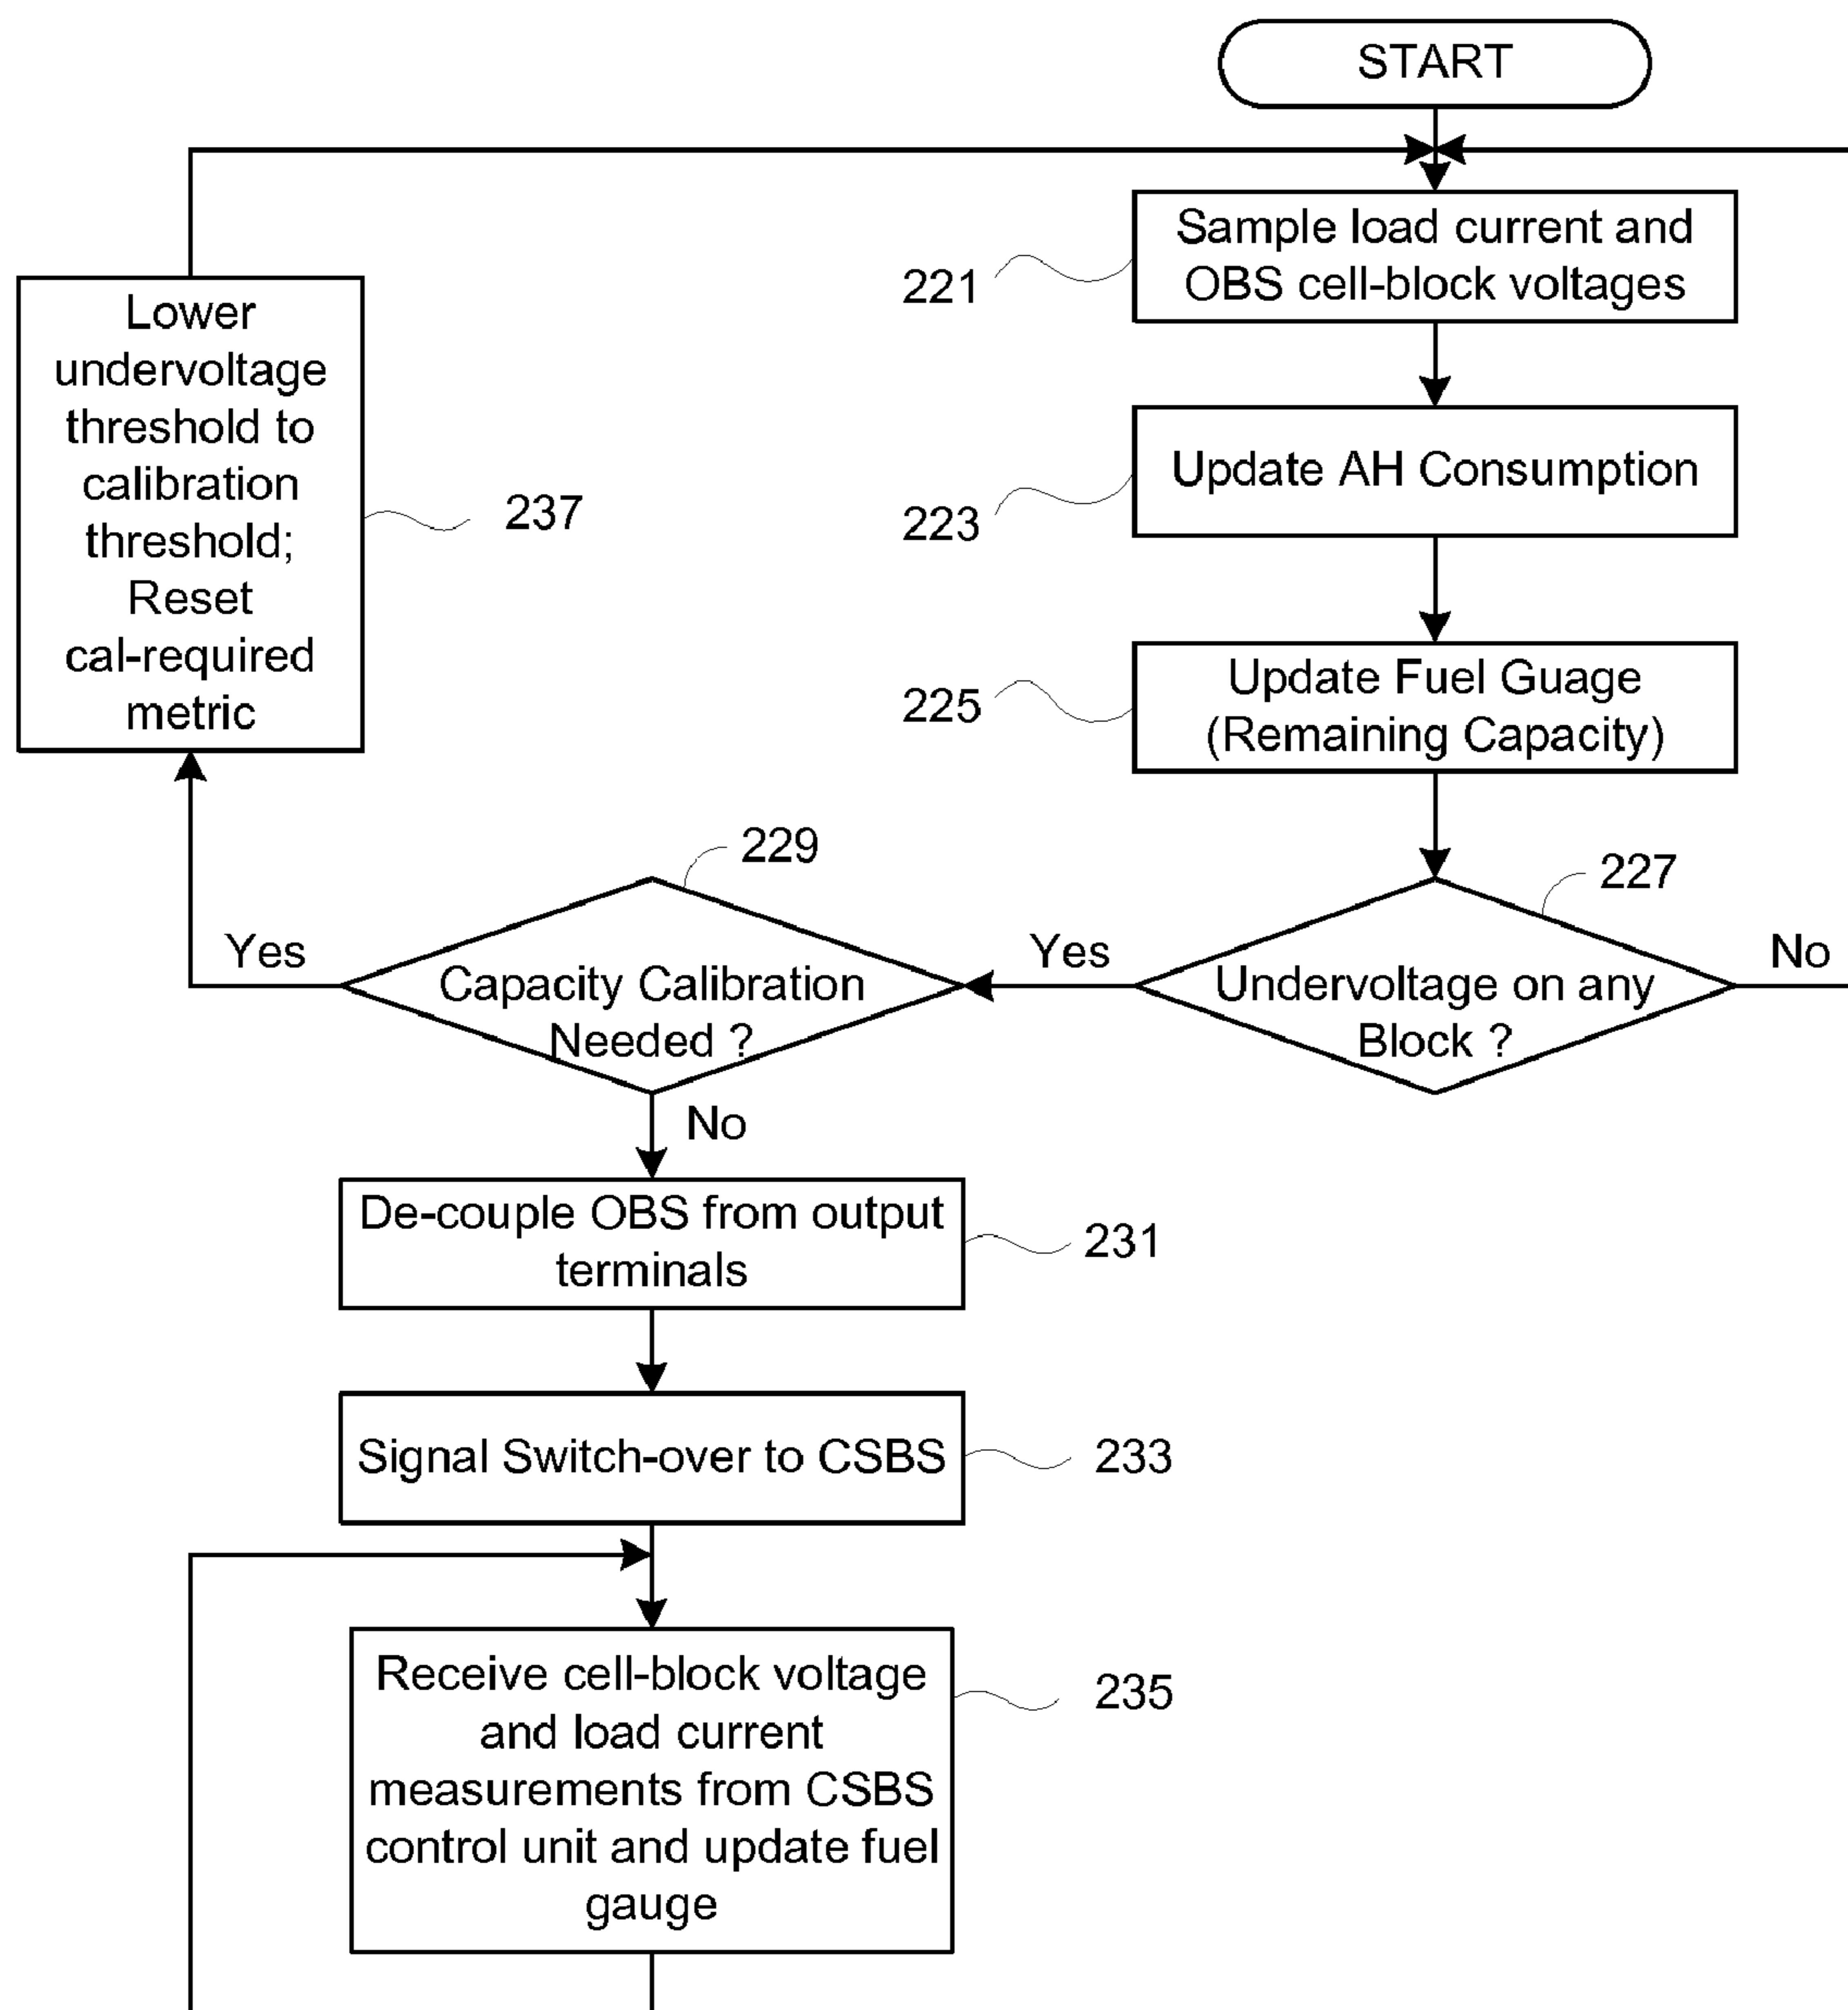 START
Sample load current and
OBS cell-block voltages
221
Update AH Consumption
223
Update Fuel Guage
(Remaining Capacity)
225
Undervoltage on any
Block ?
227
No
Yes
Capacity Calibration
Needed ?
229
Yes
Lower
undervoltage
threshold to
calibration
threshold;
Reset
cal-required
metric
237
No
De-couple OBS from output
terminals
231
Signal Switch-over to CSBS
233
Receive cell-block voltage
and load current
measurements from CSBS
control unit and update fuel
gauge
235